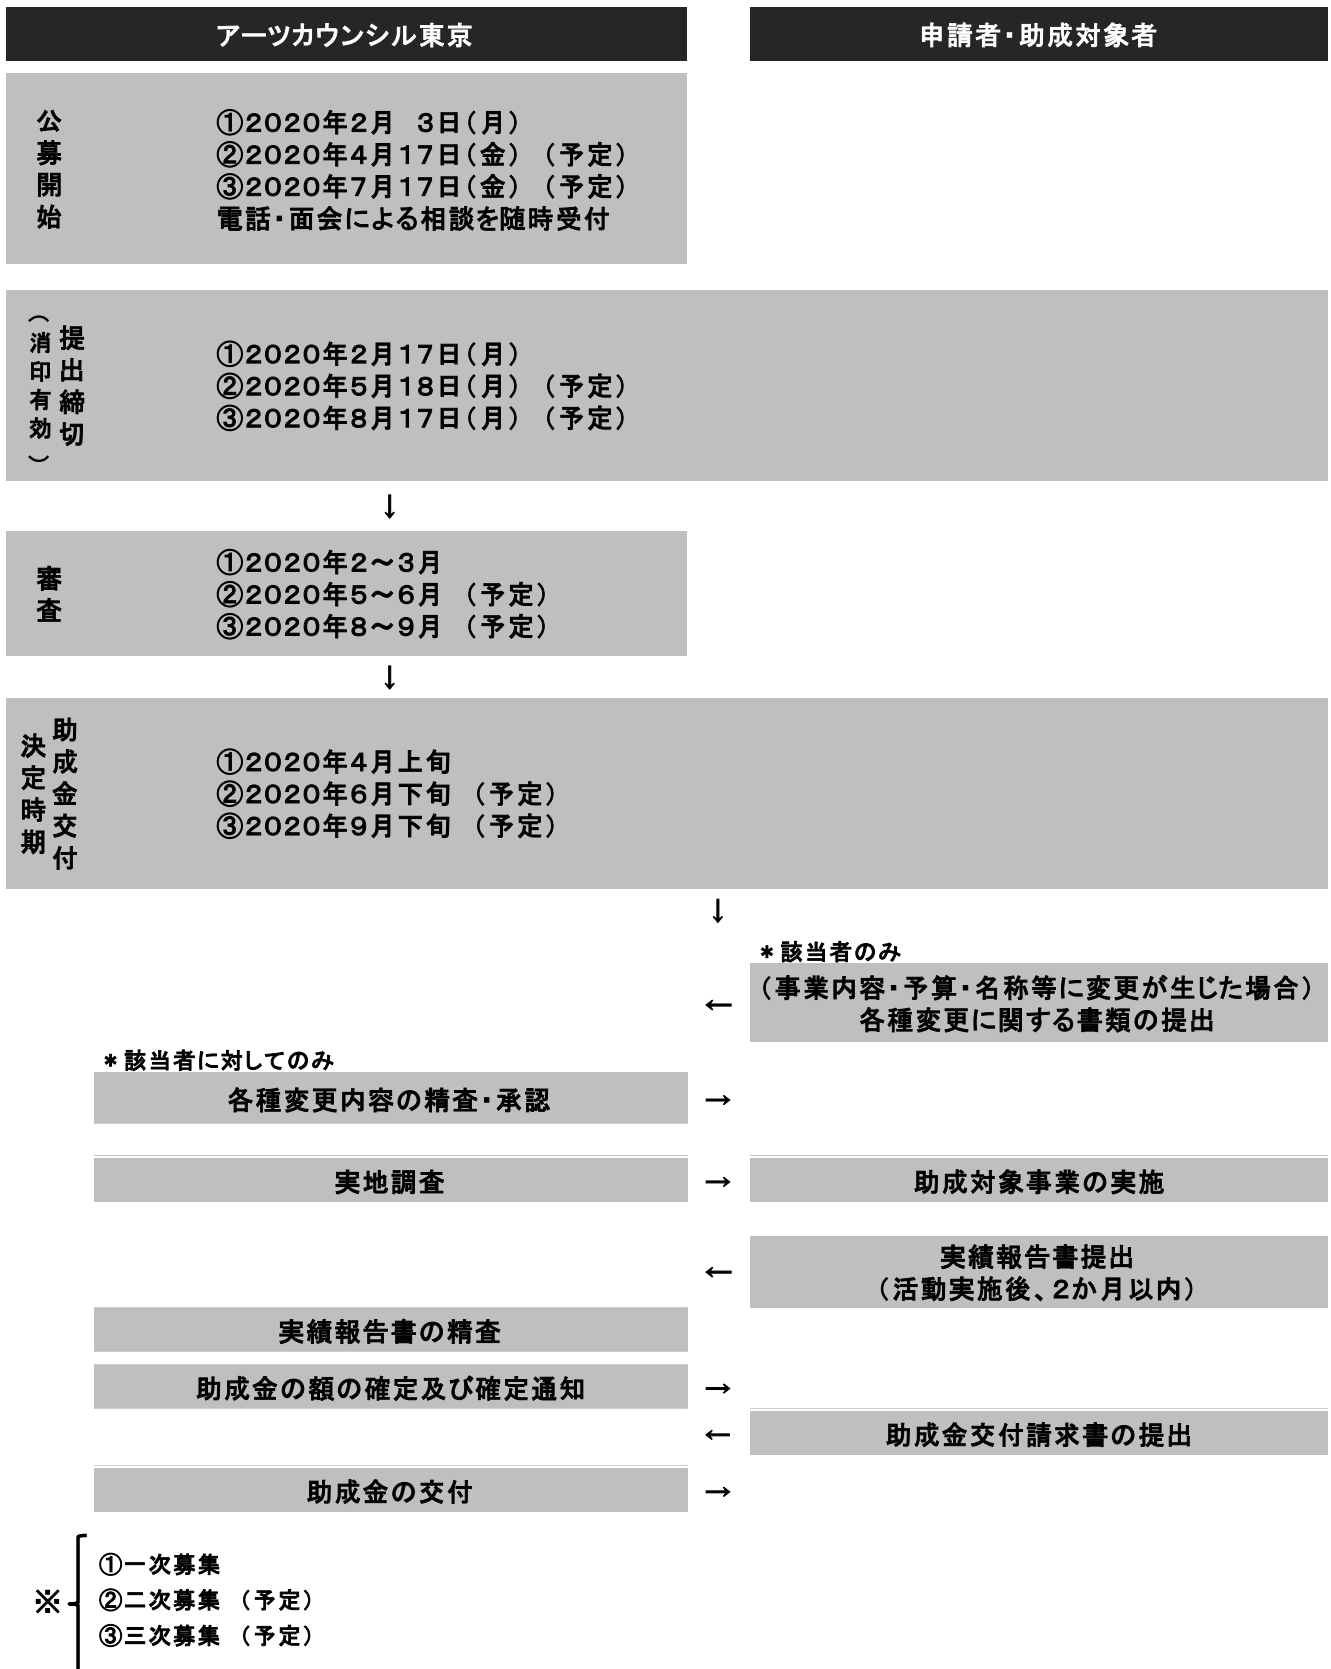 アーツカウンシル東京
申請者・助成対象者
公募開始
①2020年2月　3日(月)
②2020年4月17日(金)　(予定)
③2020年7月17日(金)　(予定)
電話・面会による相談を随時受付
提出締切
(消印有効)
①2020年2月17日(月)
②2020年5月18日(月)　(予定)
③2020年8月17日(月)　(予定)
↓
審査
①2020年2～3月
②2020年5～6月　(予定)
③2020年8～9月　(予定)
↓
助成金交付
決定時期
①2020年4月上旬
②2020年6月下旬　(予定)
③2020年9月下旬　(予定)
↓
＊該当者のみ
(事業内容・予算・名称等に変更が生じた場合)
← 各種変更に関する書類の提出
＊該当者に対してのみ
各種変更内容の精査・承認 →
実地調査 → 助成対象事業の実施
実績報告書提出
← (活動実施後、2か月以内)
実績報告書の精査
助成金の額の確定及び確定通知 →
← 助成金交付請求書の提出
助成金の交付 →
①一次募集
※ ②二次募集　(予定)
③三次募集　(予定)